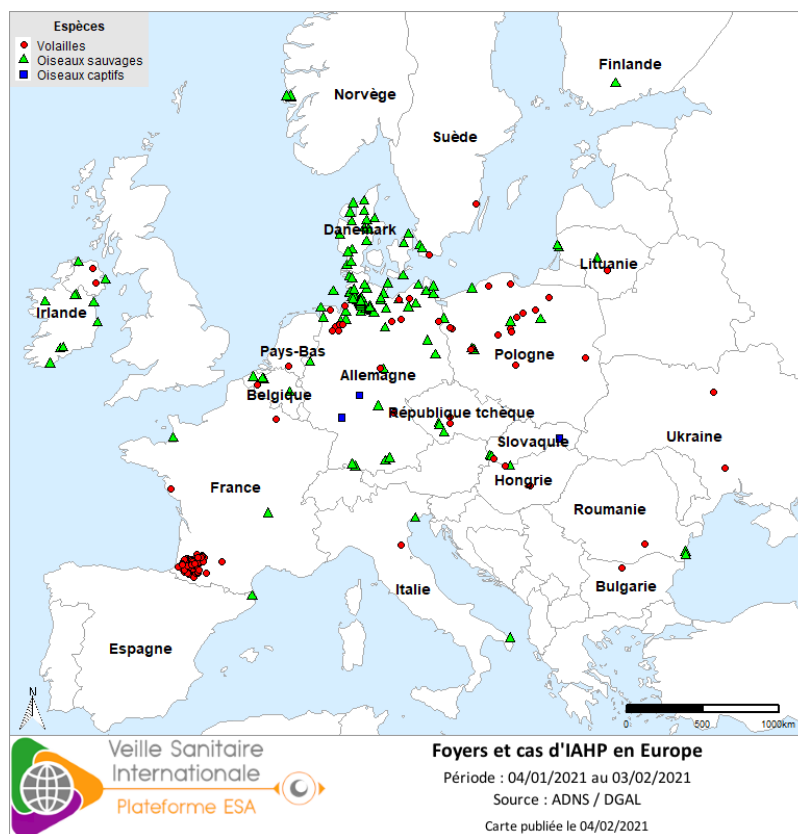 Espèces
Volailles
Oiseaux sauvages
Oiseaux captifs
Finlande
Norvège
Suède
Danemark
Lituanie
Irlande
Pays-Bas
Pologne
Allemagne
Belgique
République tchèque
Slovaquie
Ukraine
Hongrie
France
Roumanie
Bulgarie
Italie
Espagne
N
0 500 1000km
Veille Sanitaire
Internationale
Plateforme ESA
Foyers et cas d'IAHP en Europe
Période : 04/01/2021 au 03/02/2021
Source : ADNS / DGAL
Carte publiée le 04/02/2021